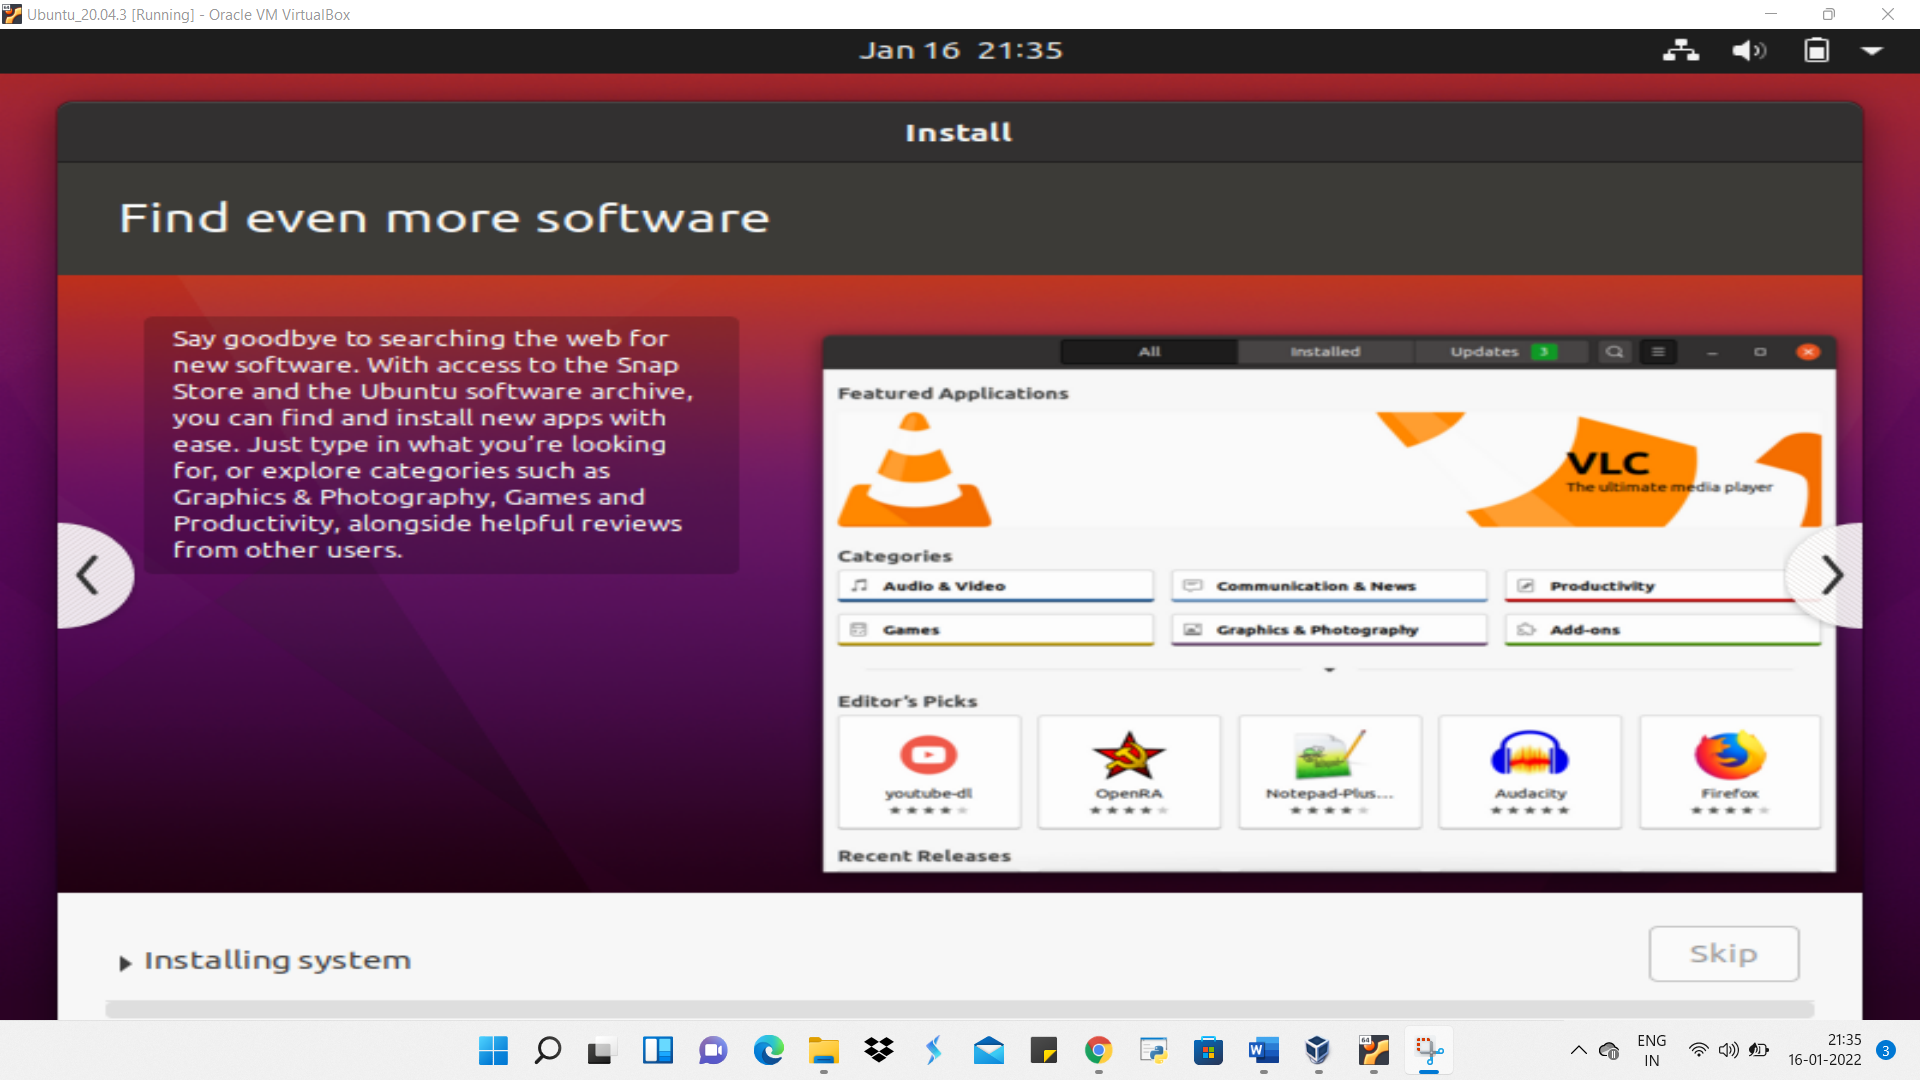 Ubuntu_20.04.3 [Running] - Oracle VM VirtualBox
Jan 16 21:35
Install
Find even more software
Say goodbye to searching the web for
new software. With access to the Snap
Store and the Ubuntu software archive,
you can find and install new apps with
ease. Just type in what you’re looking
for, or explore categories such as
Graphics & Photography, Games and
Productivity, alongside helpful reviews
from other users.
All Installed Updates 3
Featured Applications
VLC
The ultimate media player
Categories
Audio & Video Communication & News Productivity
Games Graphics & Photography Add-ons
Editor’s Picks
youtube-dl OpenRA Notepad-Plus... Audacity Firefox
Recent Releases
Installing system
Skip
64
ENG
IN
21:35
16-01-2022
3